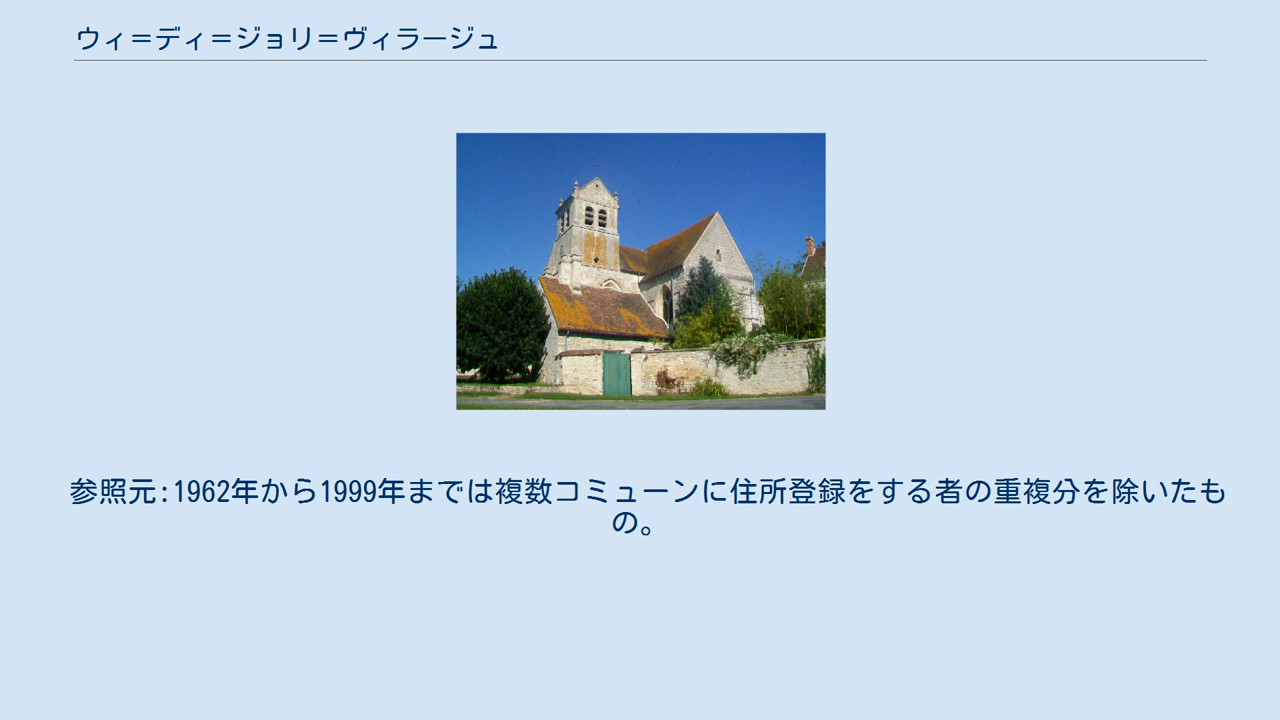 ウィ＝ディ＝ジョリ＝ヴィラージュ
参照元:1962年から1999年までは複数コミューンに住所登録をする者の重複分を除いたも
の。